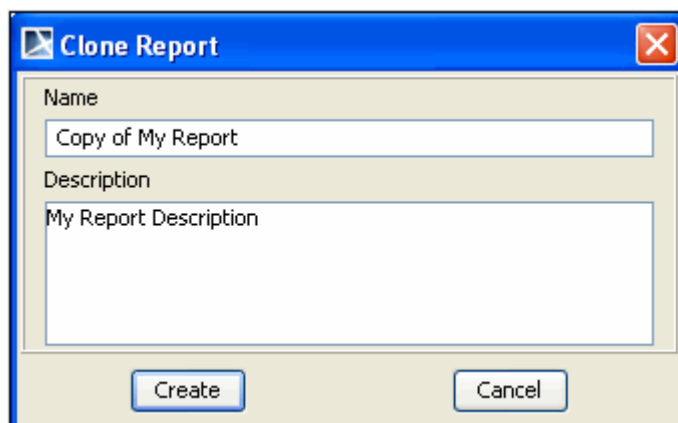 Clone Report
Name
Copy of My Report
Description
My Report Description
Create Cancel